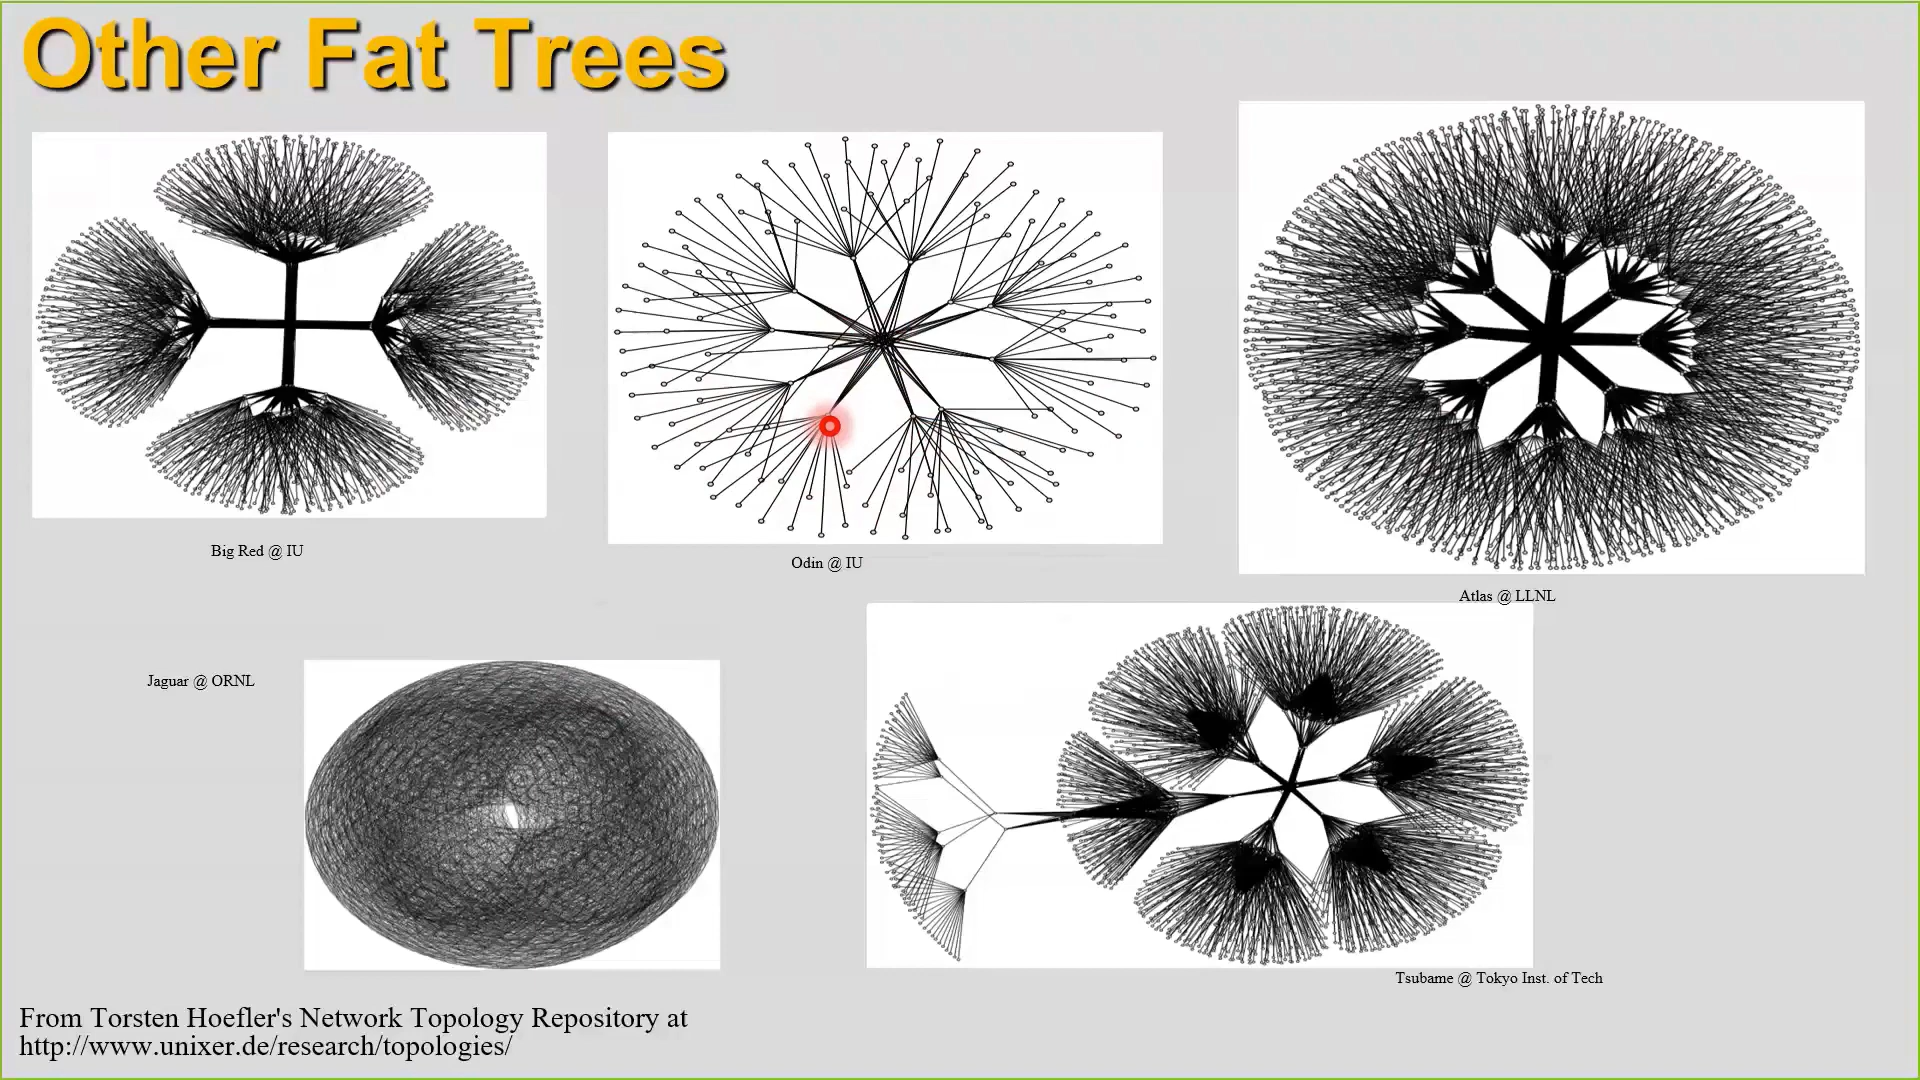 Other Fat Trees
Big Red @ IU
Odin @ IU
Atlas @ LLNL
Jaguar @ ORNL
Tsubame @ Tokyo Inst. of Tech
From Torsten Hoefler's Network Topology Repository at
http://www.unixer.de/research/topologies/